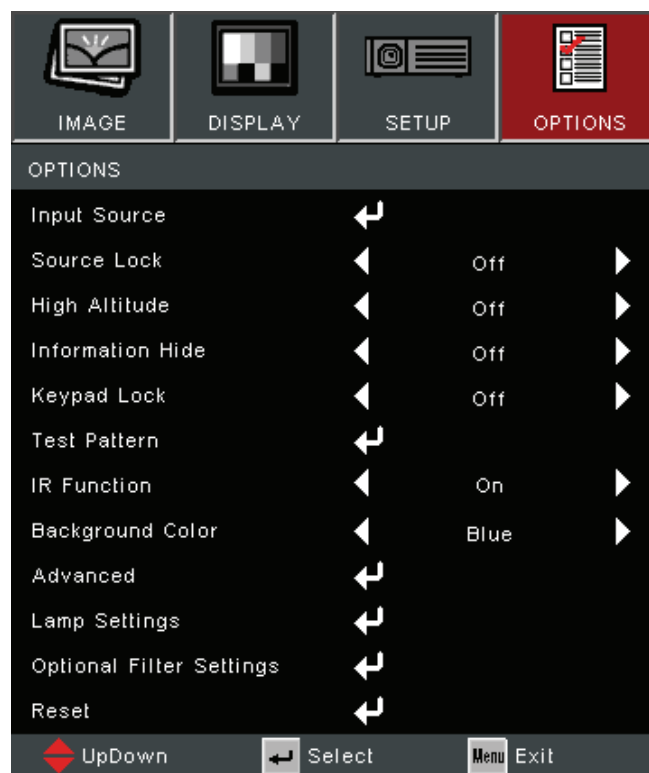 IMAGE DISPLAY SETUP OPTIONS
OPTIONS
Input Source
Source Lock Off
High Altitude Off
Information Hide Off
Keypad Lock Off
Test Pattern
IR Function On
Background Color Blue
Advanced
Lamp Settings
Optional Filter Settings
Reset
UpDown Select Menu Exit